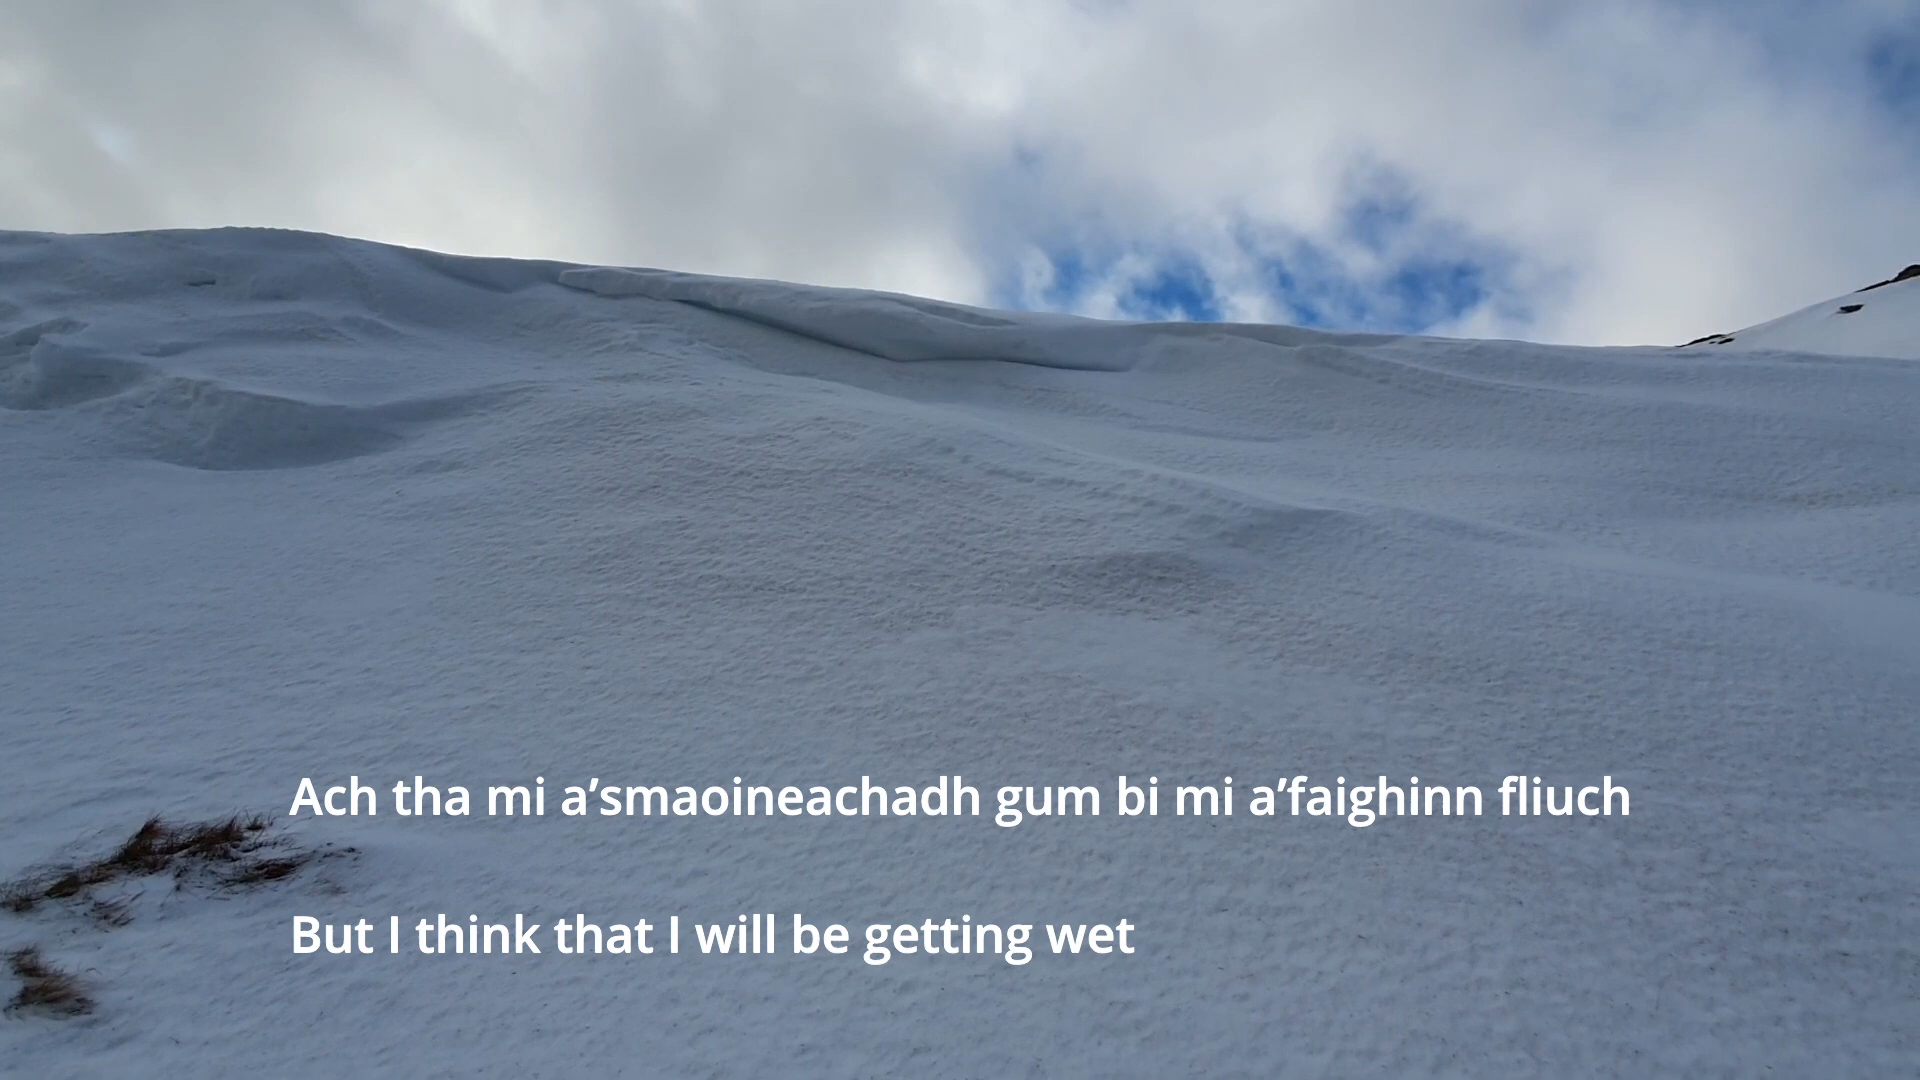 Ach tha mi a’smaoineachadh gum bi mi a’faighinn fliuch
But I think that I will be getting wet